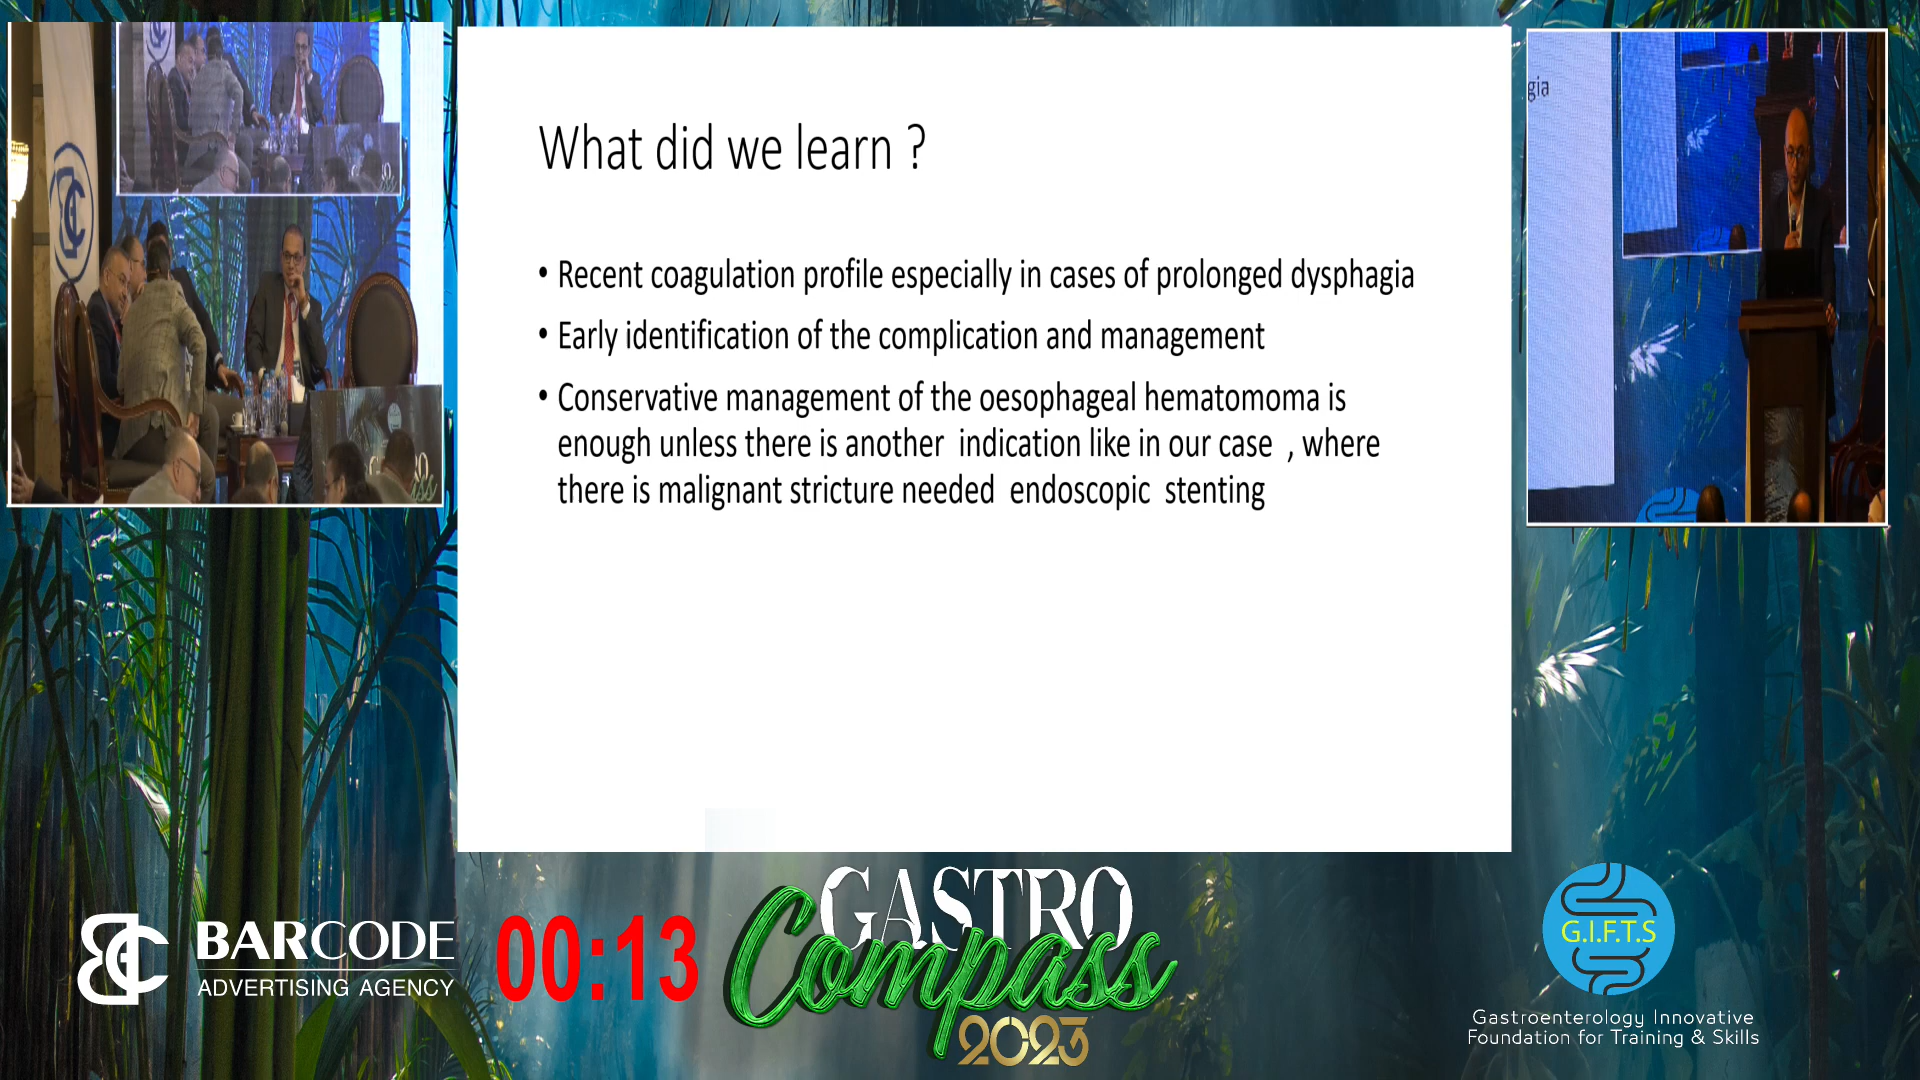 What did we learn ?
• Recent coagulation profile especially in cases of prolonged dysphagia
• Early identification of the complication and management
• Conservative management of the oesophageal hematomoma is
enough unless there is another indication like in our case , where
there is malignant stricture needed endoscopic stenting
gia
BARCODE
ADVERTISING AGENCY
00:13
GASTRO
Compass
2023
G.I.F.T.S
Gastroenterology Innovative
Foundation for Training & Skills